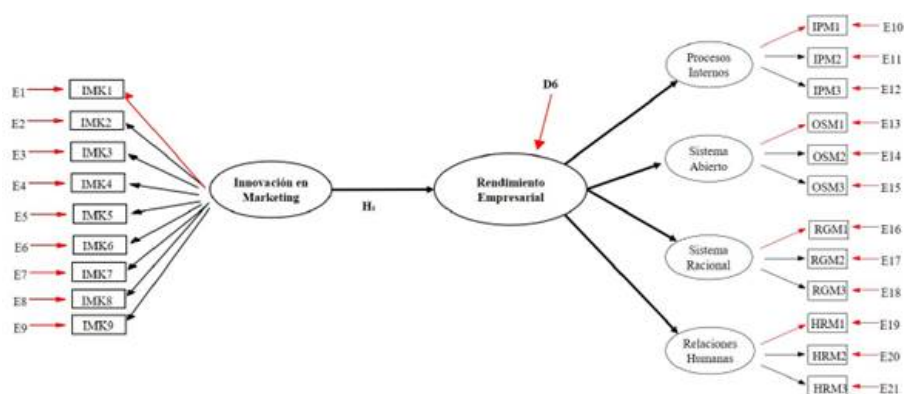 E1
IMK1
E2
IMK2
E3
IMK3
E4
IMK4
E5
IMK5
E6
IMK6
E7
IMK7
E8
IMK8
E9
IMK9
Innovación en
Marketing
D6
Rendimiento
Empresarial
Procesos
Internos
IPM1
E10
IPM2
E11
IPM3
E12
Sistema
Abierto
OSM1
E13
OSM2
E14
OSM3
E15
Sistema
Racional
RGM1
E16
RGM2
E17
RGM3
E18
Relaciones
Humanas
HRM1
E19
HRM2
E20
HRM3
E21